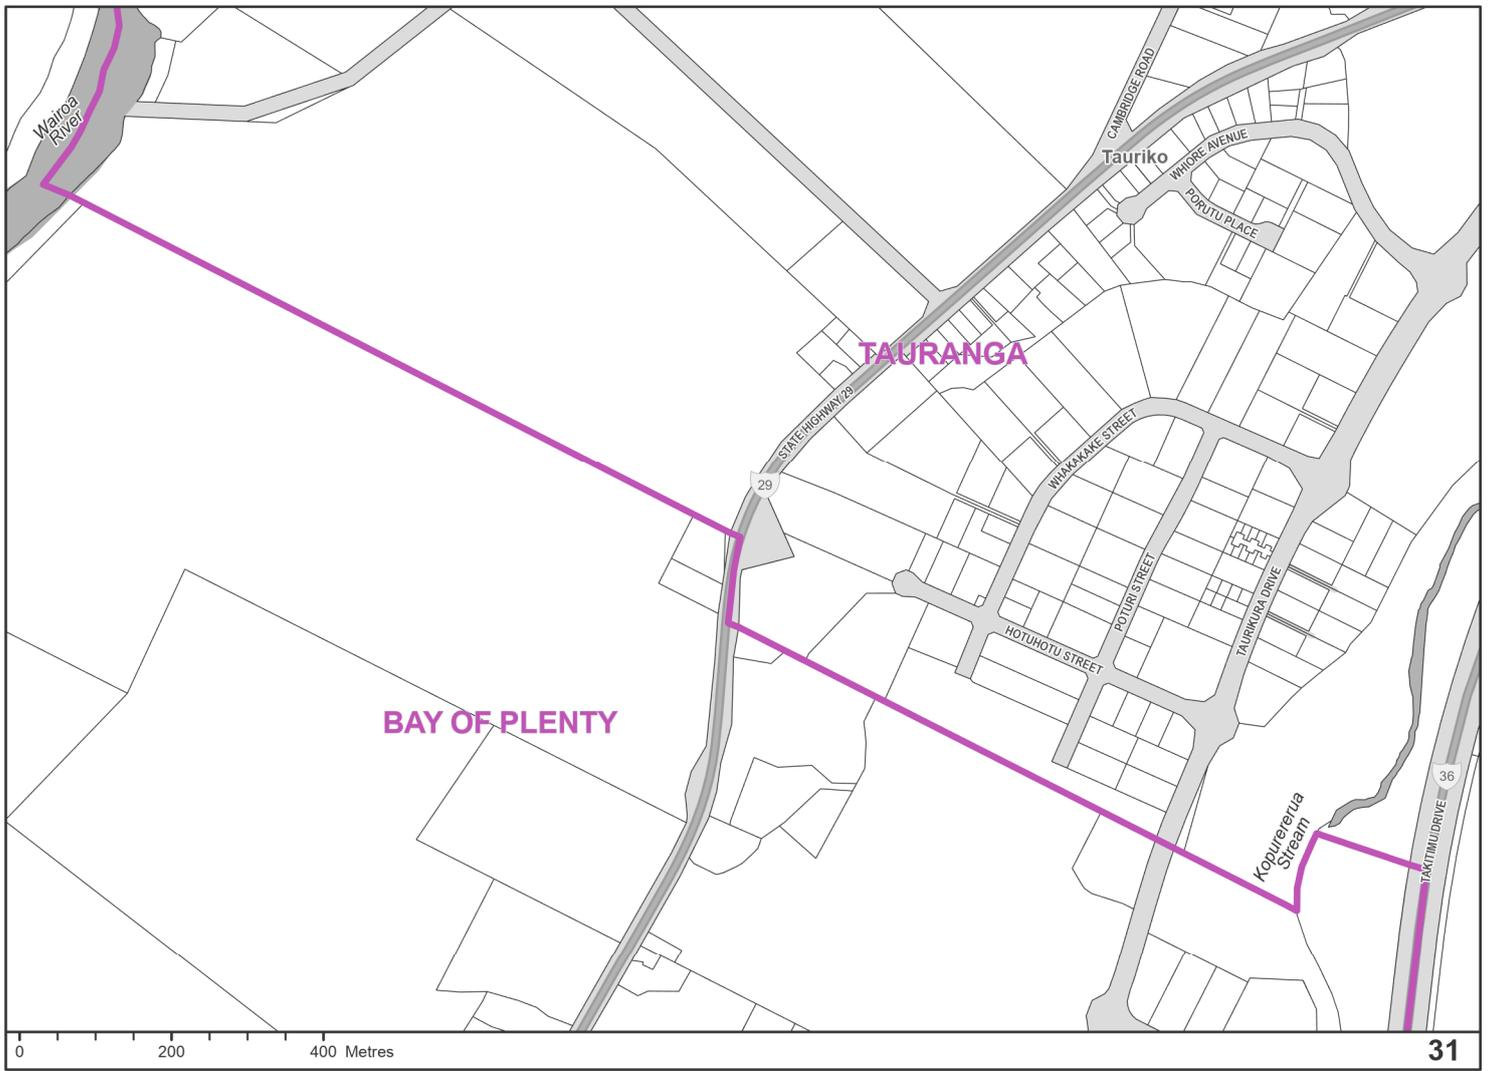 Wairoa
River
CAMBRIDGE ROAD
Tauriko
WHIORE AVENUE
PORUTU PLACE
TAURANGA
STATE HIGHWAY 29
29
WHAKAKAKE STREET
POTURI STREET
TAURIKURA DRIVE
HOTUHOTU STREET
BAY OF PLENTY
36
TAKITIMU DRIVE
Kopurererua
Stream
0 200 400 Metres
31